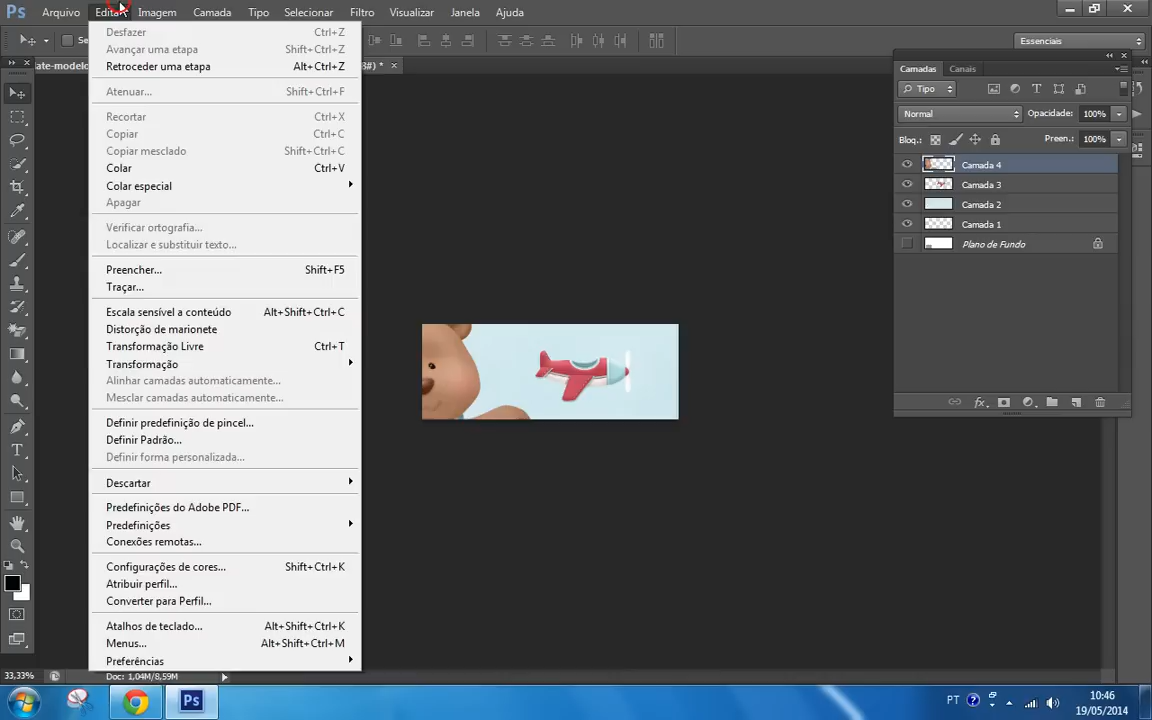 Ps Arquivo Editar Imagem Camada Tipo Selecionar Filtro Visualizar Janela Ajuda
Essenciais
ate-modelo 8#) * ×
Desfazer Ctrl+Z
Avançar uma etapa Shift+Ctrl+Z
Retroceder uma etapa Alt+Ctrl+Z
Atenuar... Shift+Ctrl+F
Recortar Ctrl+X
Copiar Ctrl+C
Copiar mesclado Shift+Ctrl+C
Colar Ctrl+V
Colar especial
Apagar
Verificar ortografia...
Localizar e substituir texto...
Preencher... Shift+F5
Traçar...
Escala sensível a conteúdo Alt+Shift+Ctrl+C
Distorção de marionete
Transformação Livre Ctrl+T
Transformação
Alinhar camadas automaticamente...
Mesclar camadas automaticamente...
Definir predefinição de pincel...
Definir Padrão...
Definir forma personalizada...
Descartar
Predefinições do Adobe PDF...
Predefinições
Conexões remotas...
Configurações de cores... Shift+Ctrl+K
Atribuir perfil...
Converter para Perfil...
Atalhos de teclado... Alt+Shift+Ctrl+K
Menus... Alt+Shift+Ctrl+M
Preferências
Camadas Canais
Tipo
Normal Opacidade: 100%
Bloq.: Preen.: 100%
Camada 4
Camada 3
Camada 2
Camada 1
Plano de Fundo
33,33% Doc: 1,04M/8,59M
Ps PT 10:46
19/05/2014